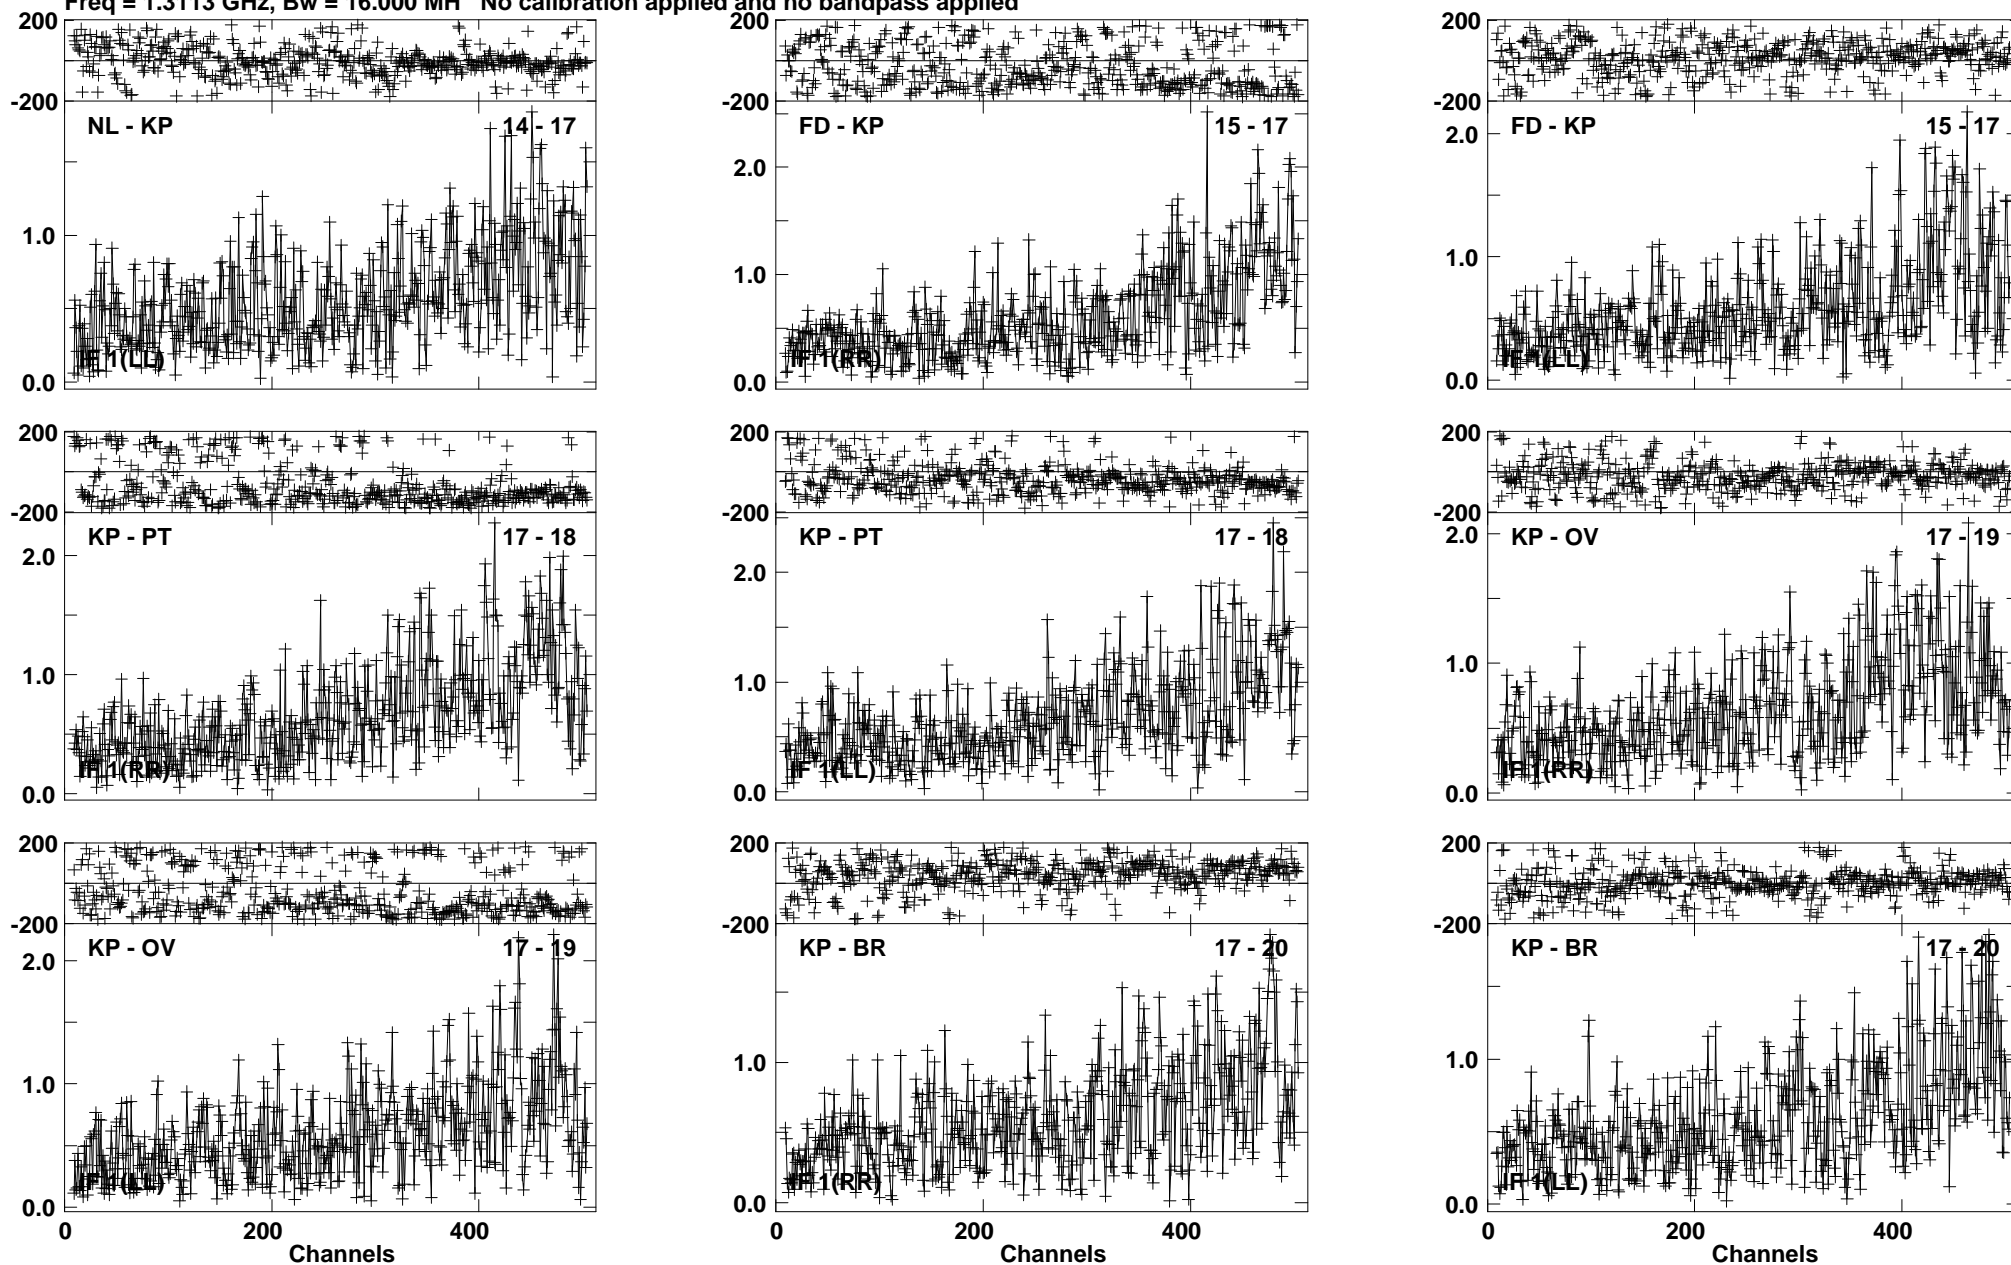 Freq = 1.3113 GHz, Bw = 16.000 MH No calibration applied and no bandpass applied
200
-200
NL - KP 14 - 17
1.0
IF 1(LL)
0.0
-200
FD - KP 15 - 17
2.0
1.0
IF 1(RR)
0.0
200
-200
FD - KP 15 - 17
2.0
1.0
IF 1(LL)
0.0
200
-200
KP - PT 17 - 18
2.0
1.0
IF 1(RR)
0.0
200
-200
KP - PT 17 - 18
2.0
1.0
IF 1(LL)
0.0
200
-200
KP - OV 17 - 19
2.0
1.0
IF 1(RR)
0.0
200
-200
KP - OV 17 - 19
2.0
1.0
IF 1(LL)
0.0
0 200 400
Channels
200
-200
KP - BR 17 - 20
1.0
IF 1(RR)
0.0
0 200 400
Channels
200
-200
KP - BR 17 - 20
1.0
IF 1(LL)
0.0
0 200 400
Channels